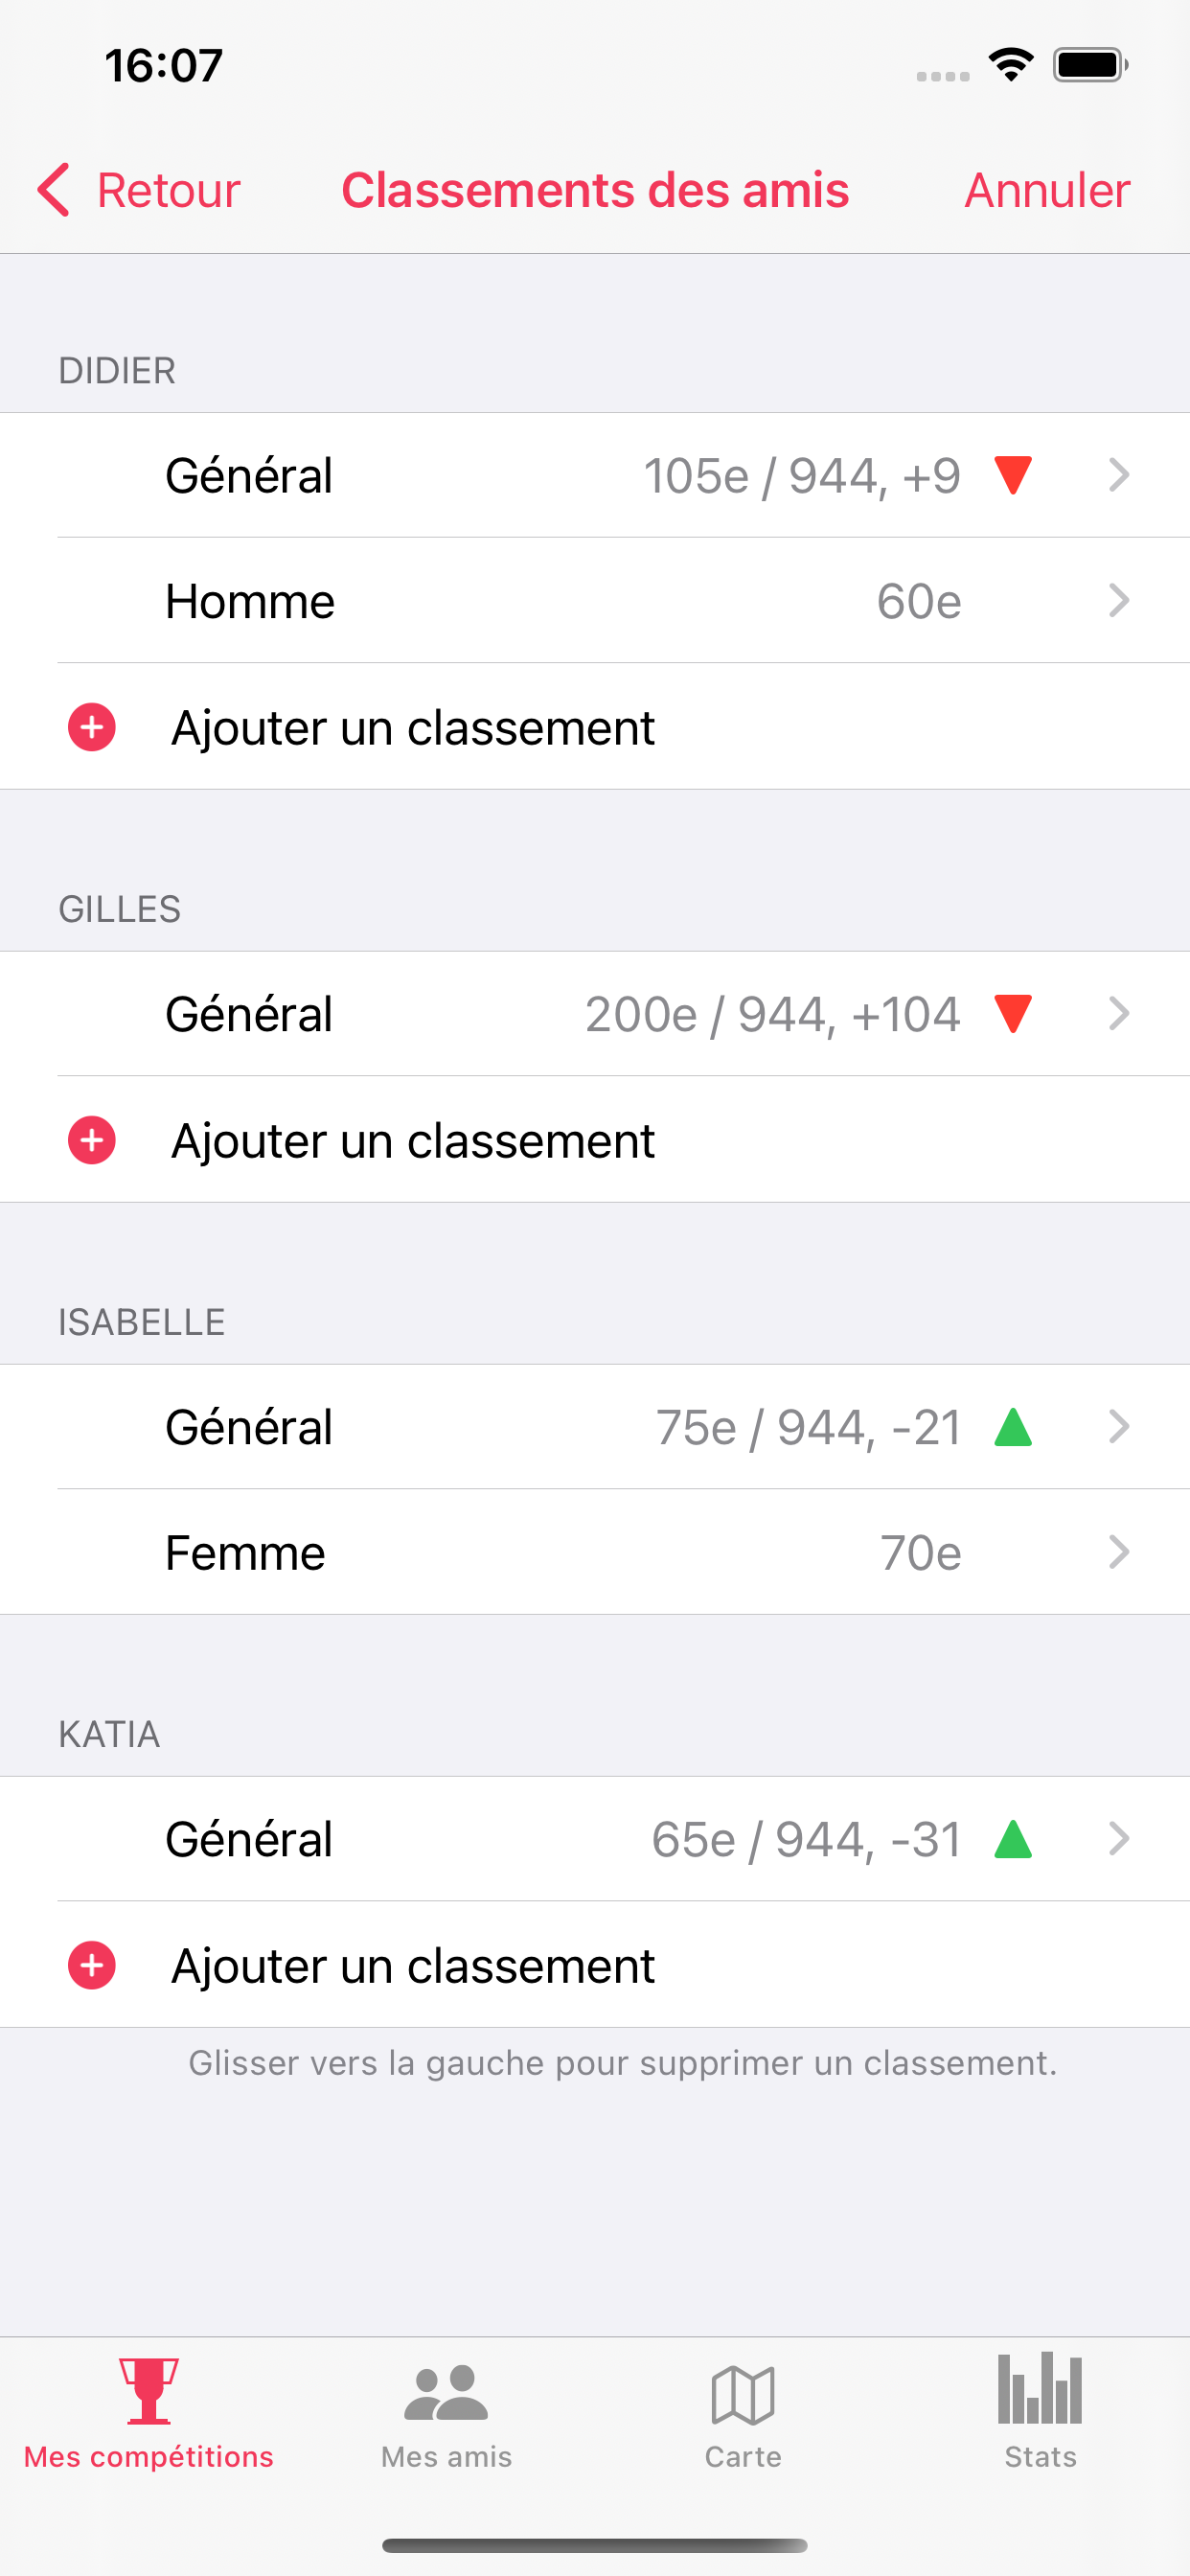 16:07
Retour
Classements des amis
Annuler
DIDIER
Général 105e / 944, +9
Homme 60e
Ajouter un classement
GILLES
Général 200e / 944, +104
Ajouter un classement
ISABELLE
Général 75e / 944, -21
Femme 70e
KATIA
Général 65e / 944, -31
Ajouter un classement
Glisser vers la gauche pour supprimer un classement.
Mes compétitions
Mes amis
Carte
Stats